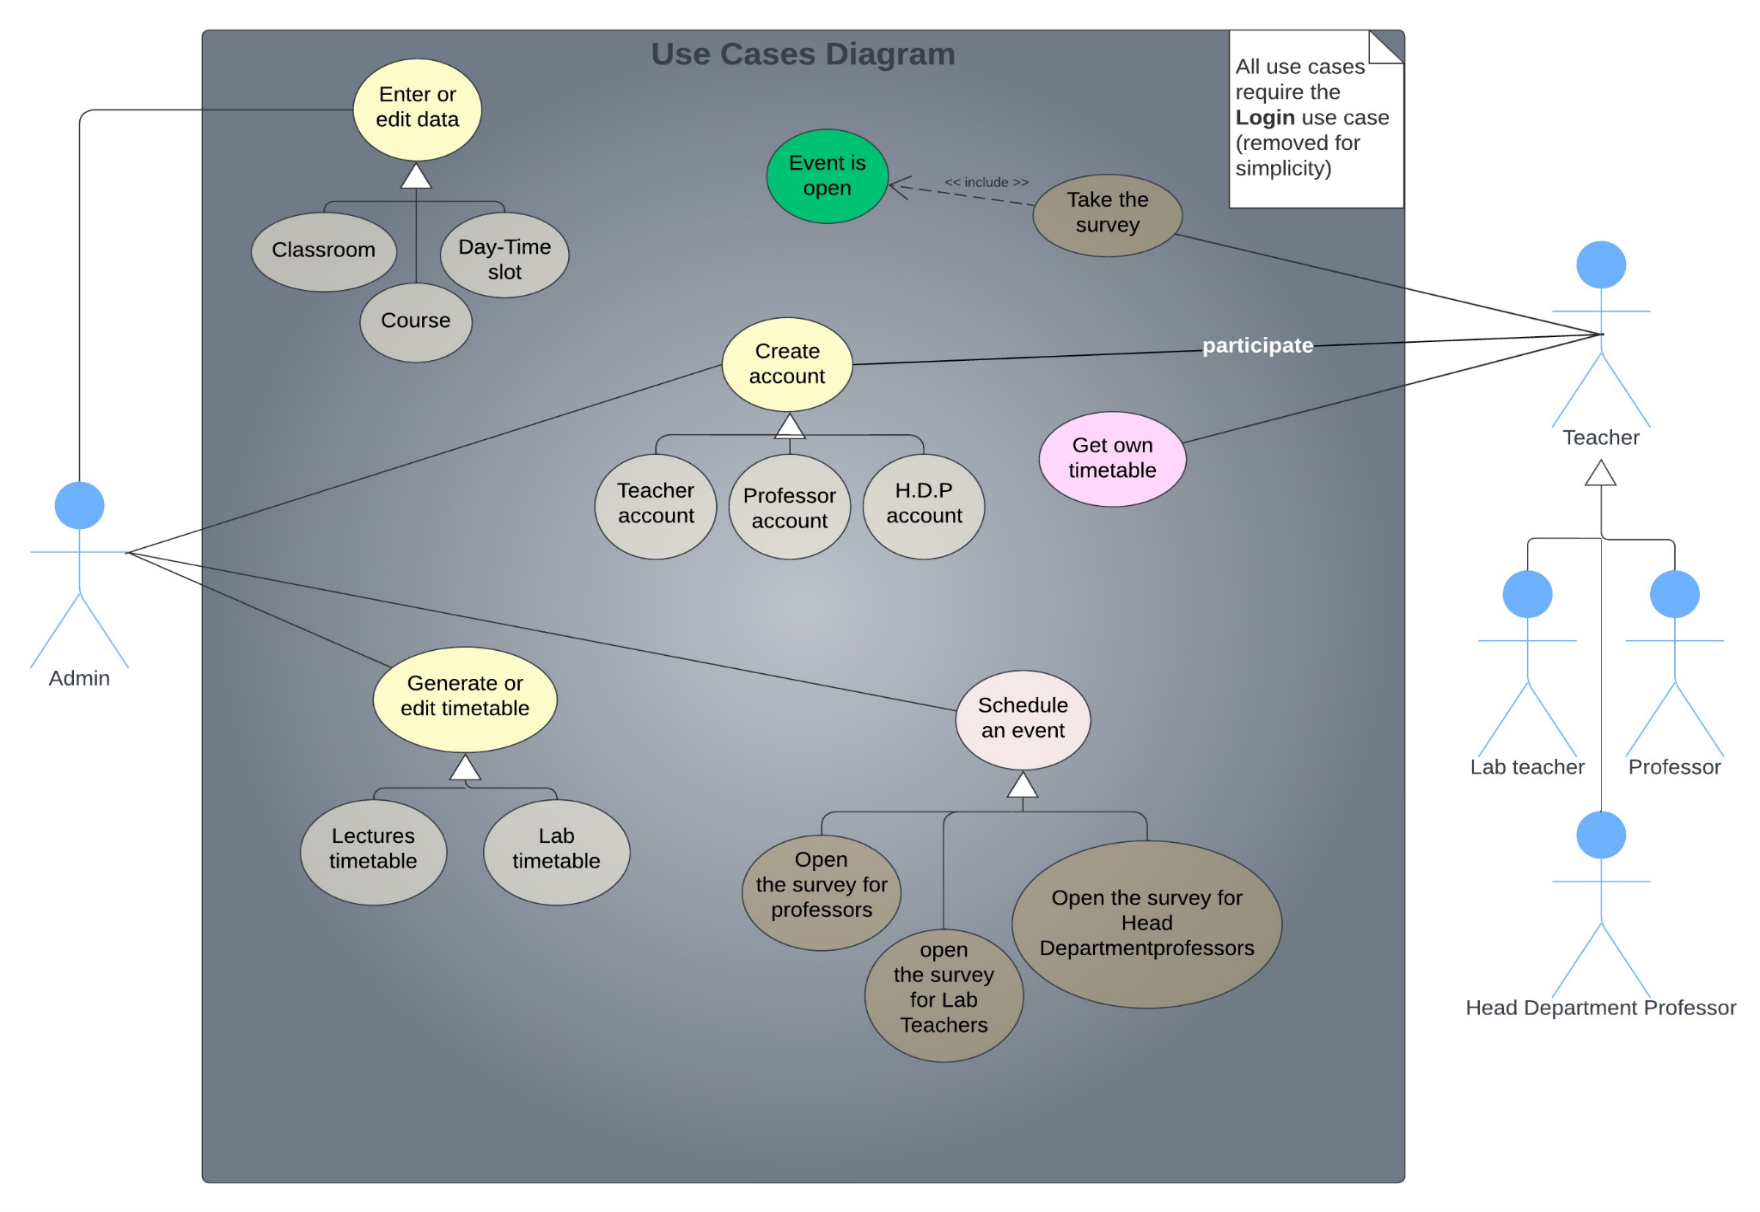 Use Cases Diagram
All use cases
require the
Login use case
(removed for
simplicity)
Enter or
edit data
Event is
open
<< include >>
Take the
survey
Classroom
Day-Time
slot
Course
Create
account
participate
Get own
timetable
Teacher
Teacher
account
Professor
account
H.D.P
account
Admin
Generate or
edit timetable
Schedule
an event
Lab teacher
Professor
Lectures
timetable
Lab
timetable
Open
the survey for
professors
open
the survey
for Lab
Teachers
Open the survey for
Head
Departmentprofessors
Head Department Professor